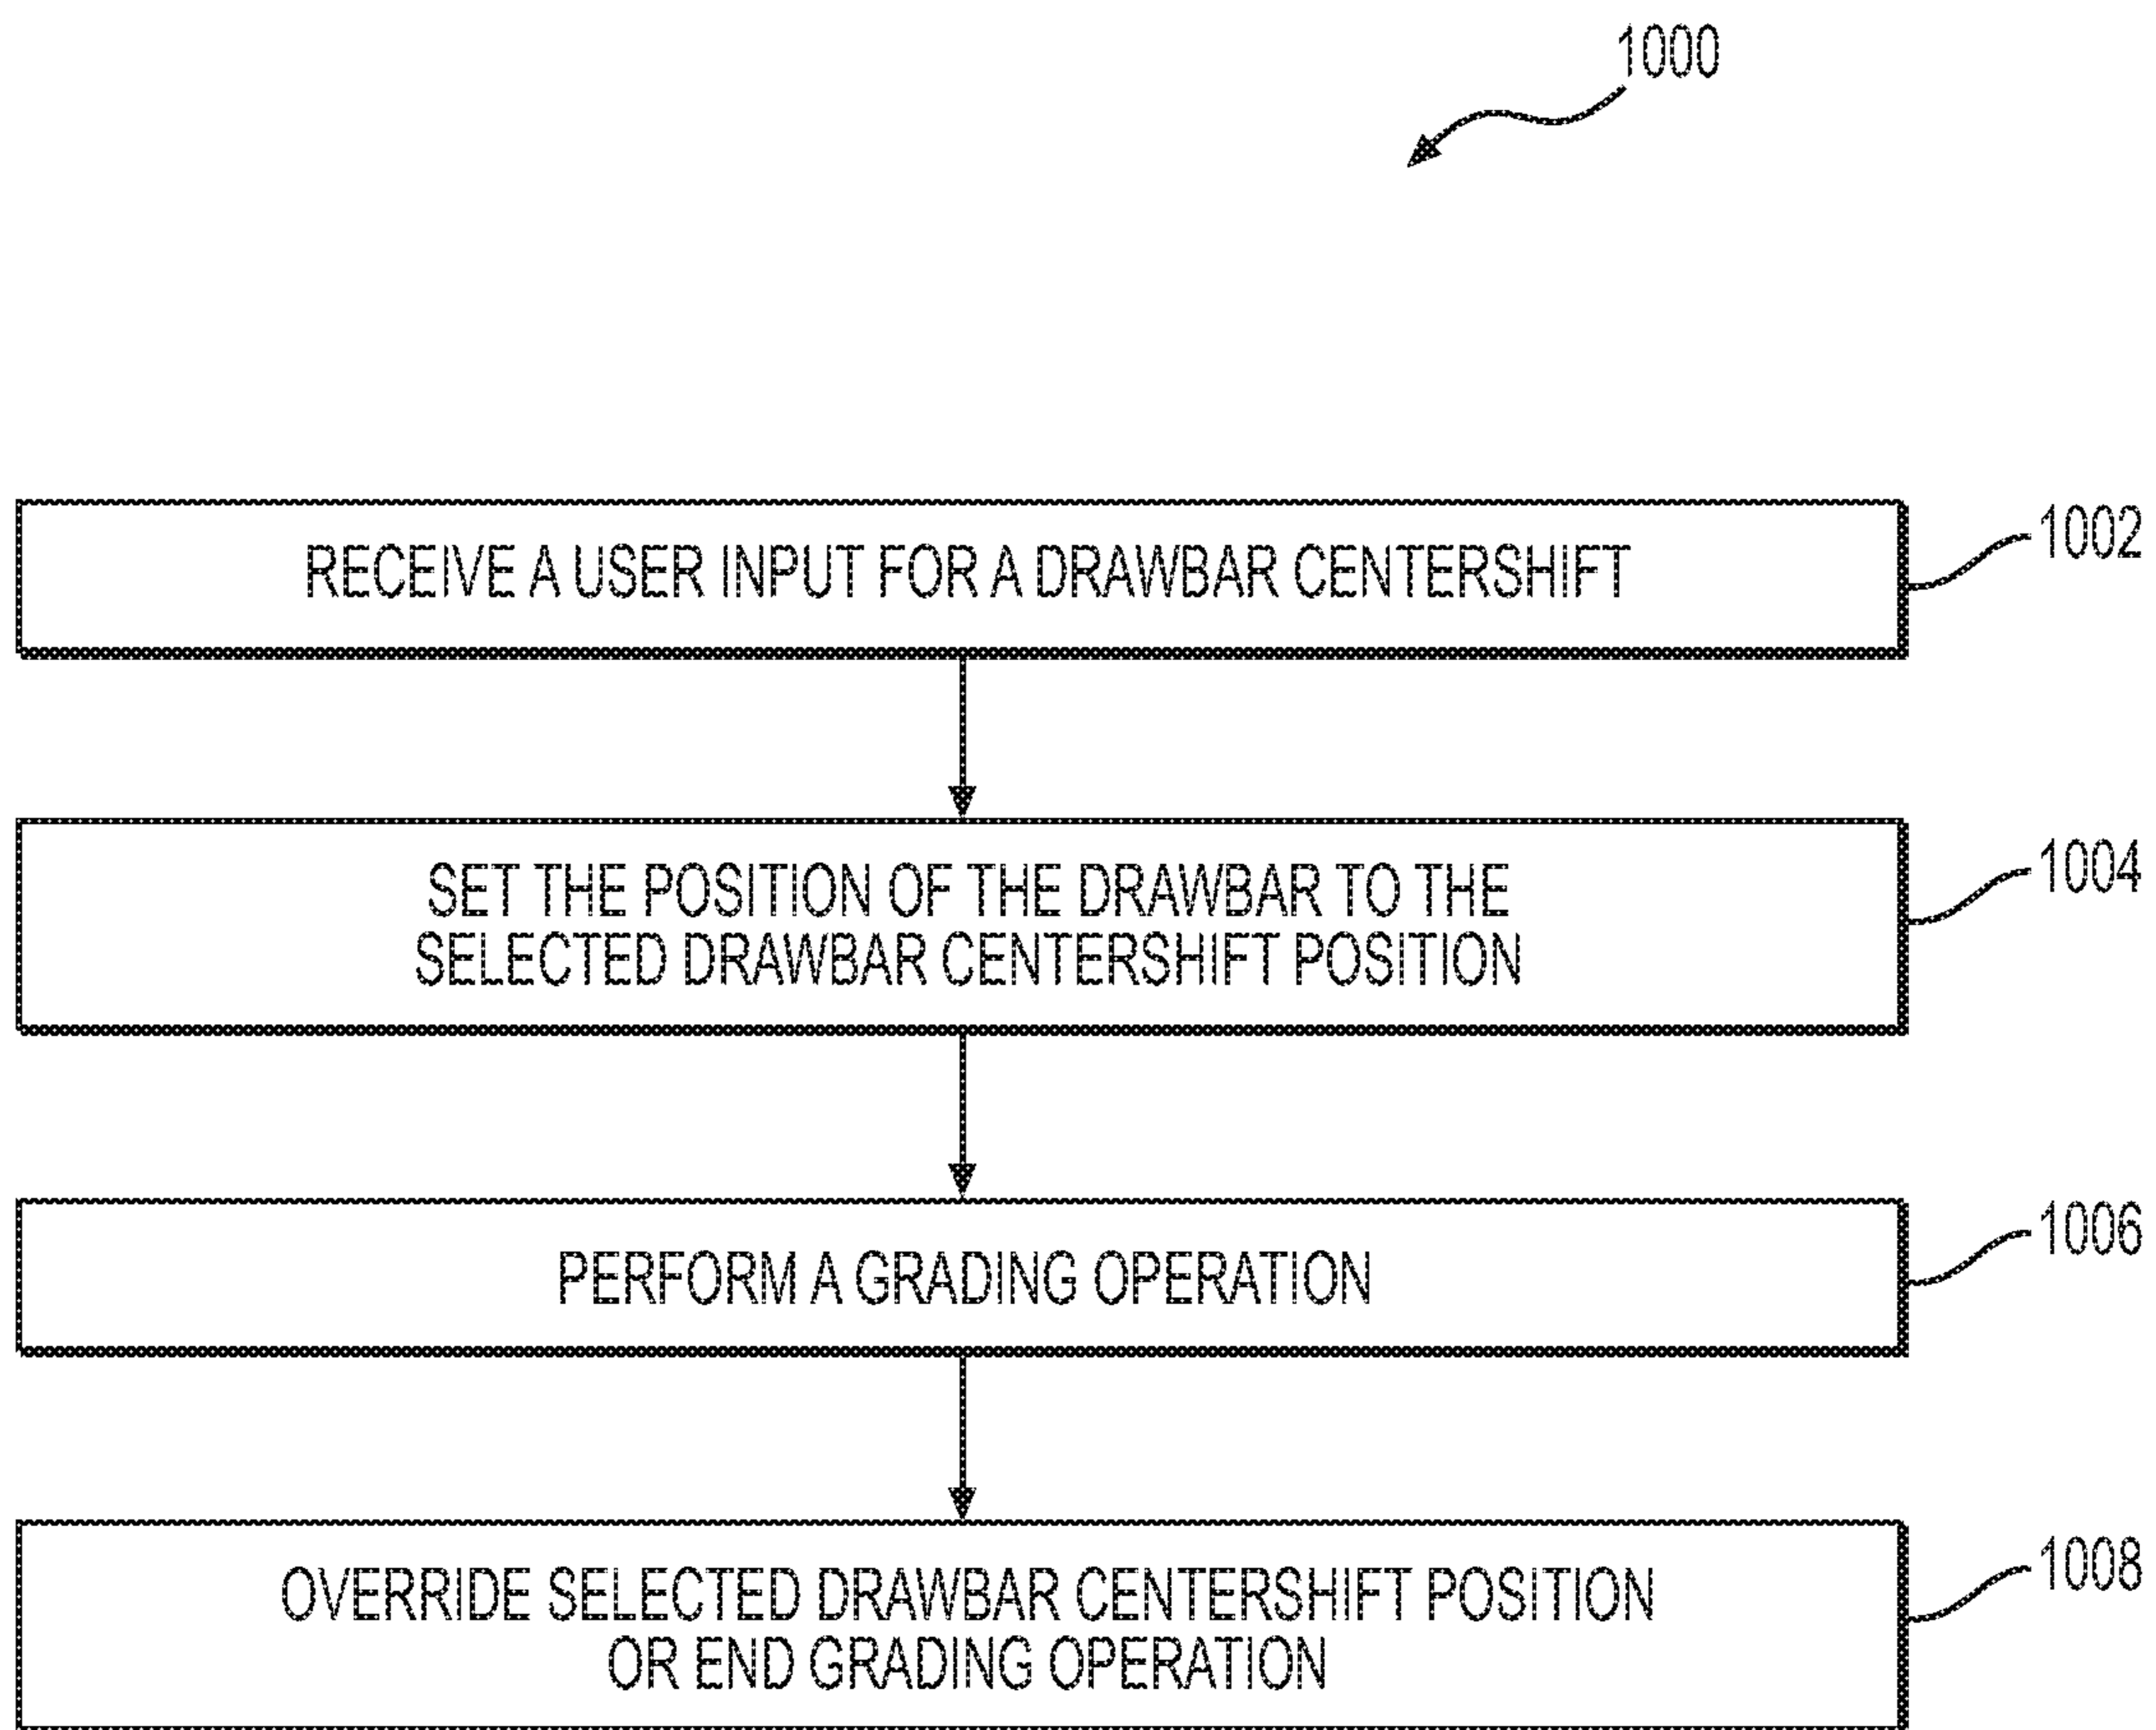 1000
RECEIVE A USER INPUT FOR A DRAWBAR CENTERSHIFT
1002
SET THE POSITION OF THE DRAWBAR TO THE
SELECTED DRAWBAR CENTERSHIFT POSITION
1004
PERFORM A GRADING OPERATION
1006
OVERRIDE SELECTED DRAWBAR CENTERSHIFT POSITION
OR END GRADING OPERATION
1008